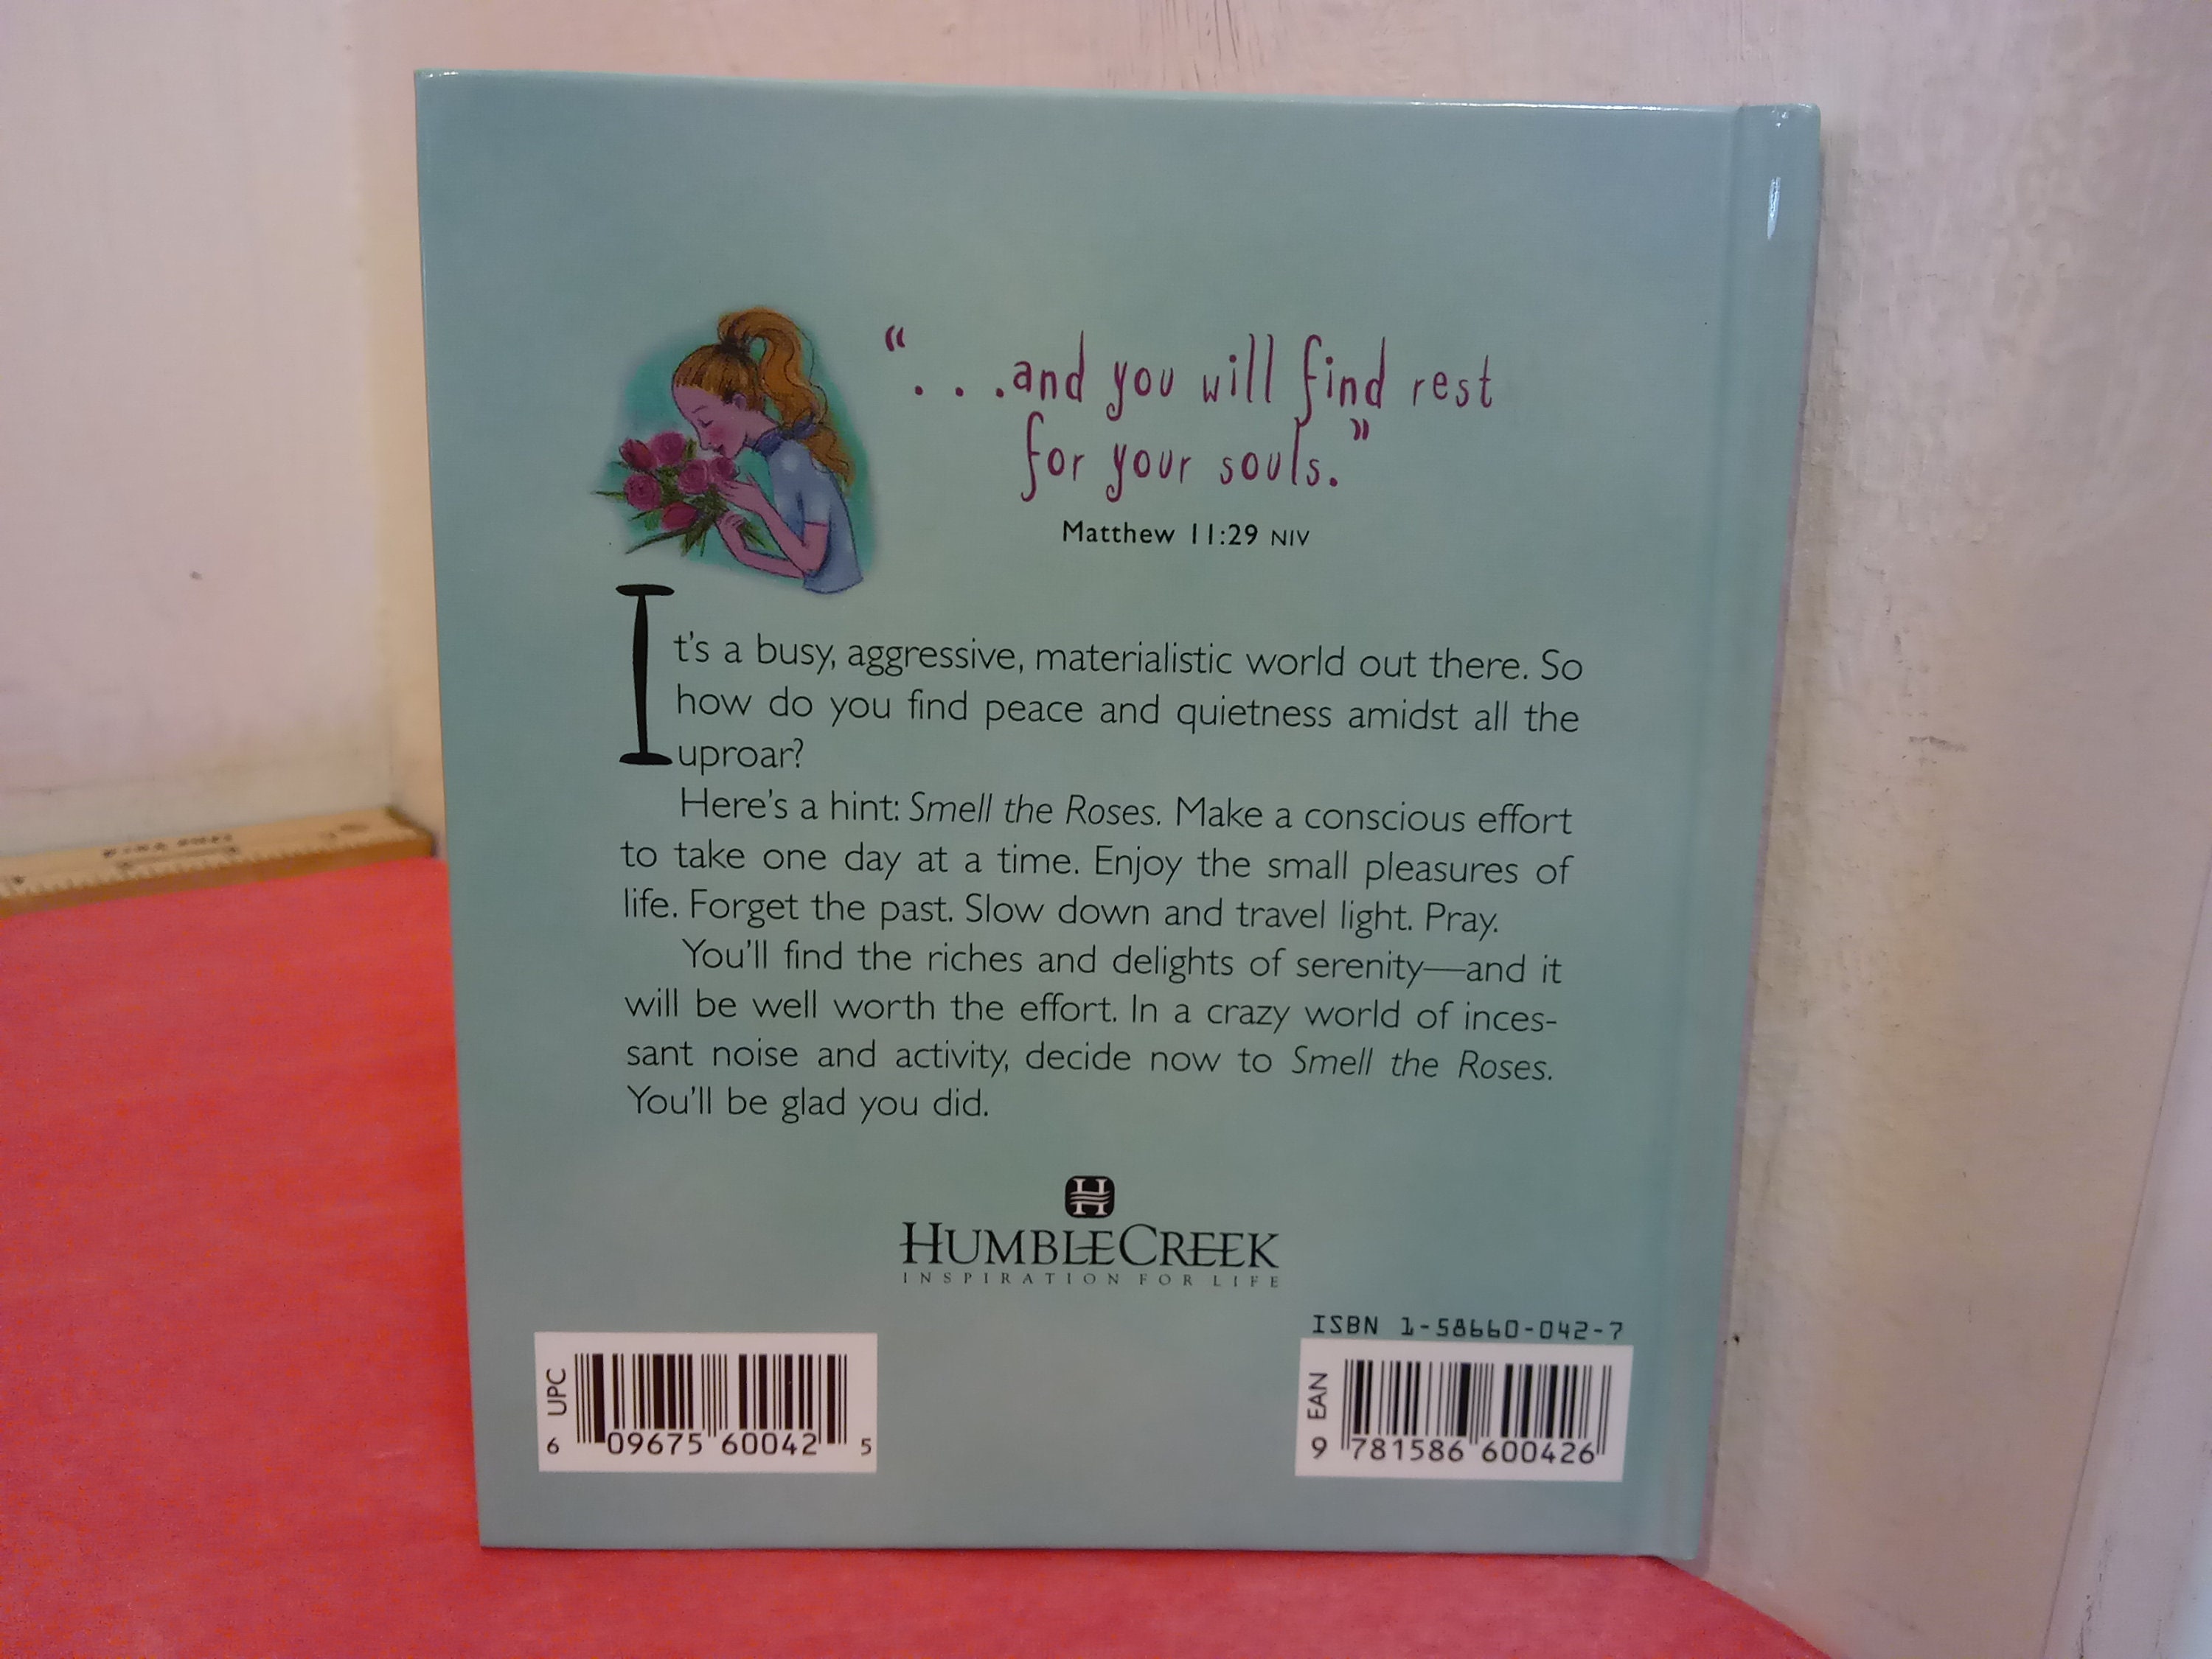 “. . .and you will find rest
for your souls.”
Matthew 11:29 NIV
It’s a busy, aggressive, materialistic world out there. So
how do you find peace and quietness amidst all the
uproar?
Here’s a hint: Smell the Roses. Make a conscious effort
to take one day at a time. Enjoy the small pleasures of
life. Forget the past. Slow down and travel light. Pray.
You’ll find the riches and delights of serenity—and it
will be well worth the effort. In a crazy world of inces-
sant noise and activity, decide now to Smell the Roses.
You’ll be glad you did.
H
HUMBLECREEK
INSPIRATION FOR LIFE
UPC
6 09675 60042 5
ISBN 1-58660-042-7
EAN
9 781586 600426